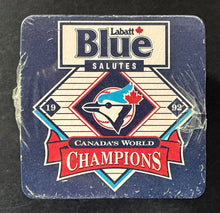 Labatt
Blue
SALUTES
19 92
CANADA'S WORLD
CHAMPIONS